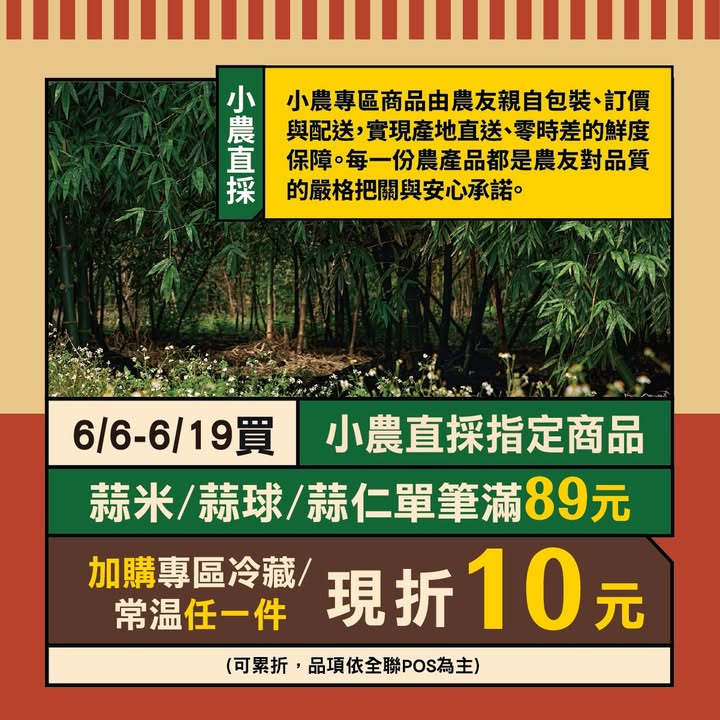 小農直採
小農專區商品由農友親自包裝、訂價
與配送，實現產地直送、零時差的鮮度
保障。每一份農產品都是農友對品質
的嚴格把關與安心承諾。
6/6-6/19買
小農直採指定商品
蒜米/蒜球/蒜仁單筆滿89元
加購專區冷藏/
常溫任一件
現折10元
(可累折，品項依全聯POS為主)